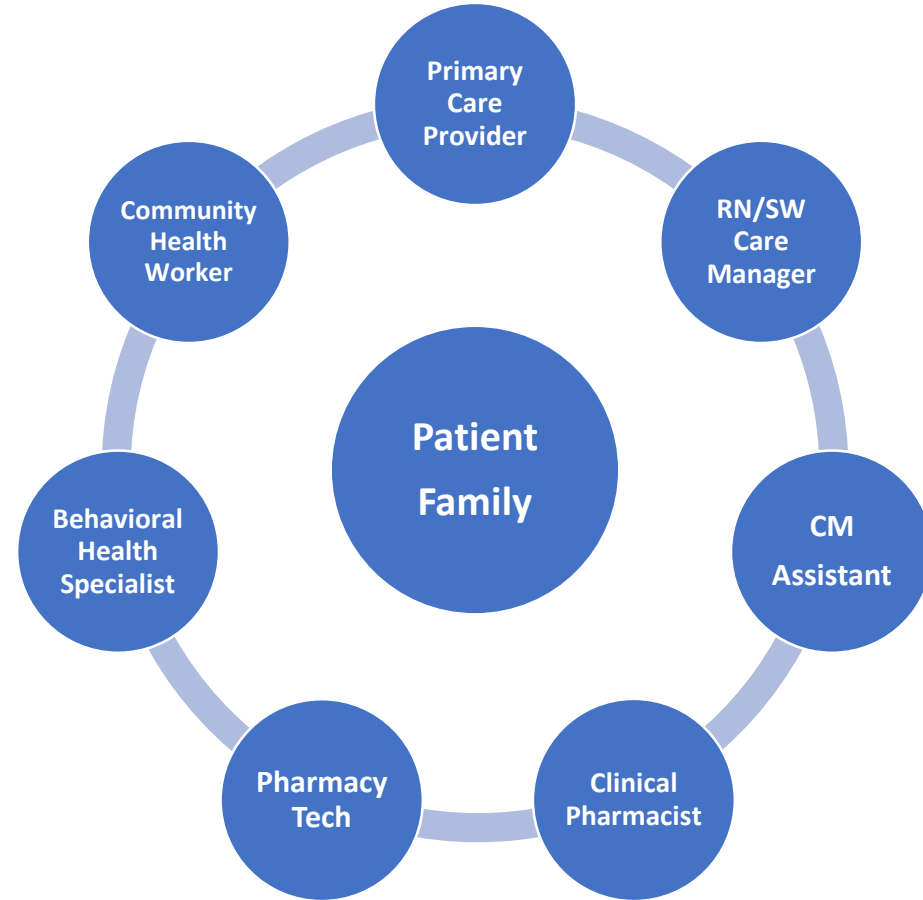 Primary
Care
Provider
RN/SW
Care
Manager
CM
Assistant
Clinical
Pharmacist
Pharmacy
Tech
Behavioral
Health
Specialist
Community
Health
Worker
Patient
Family